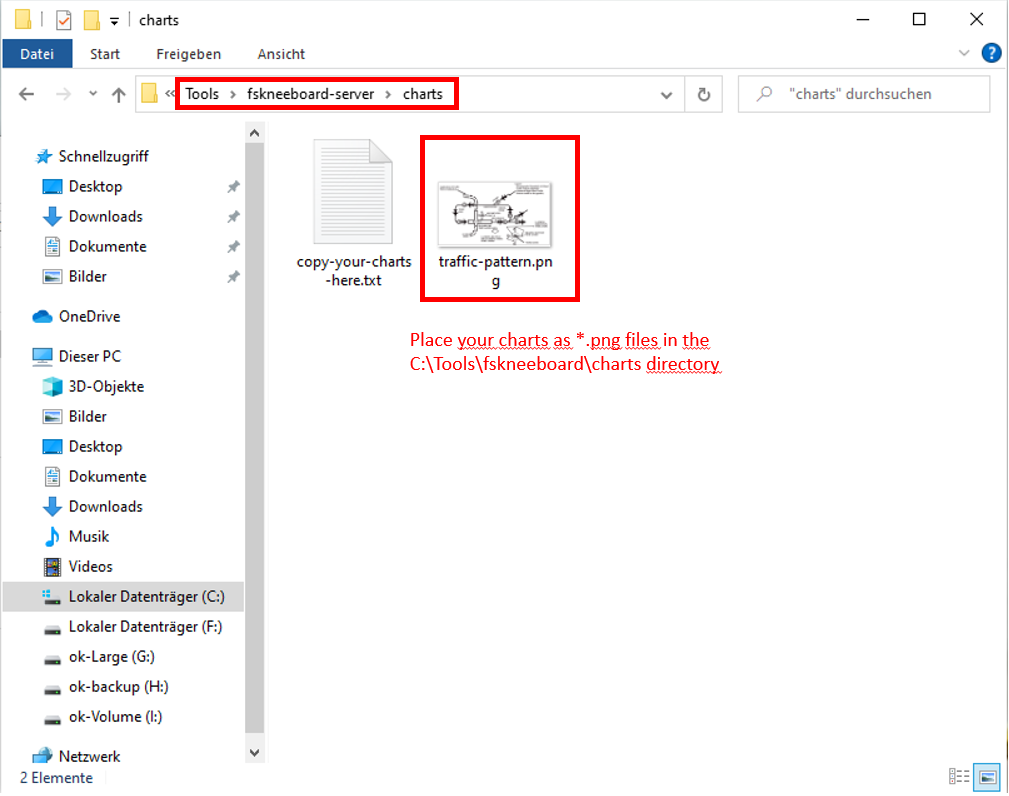 charts
Datei Start Freigeben Ansicht
« Tools > fskneeboard-server > charts
"charts" durchsuchen
Schnellzugriff
Desktop
Downloads
Dokumente
Bilder
OneDrive
Dieser PC
3D-Objekte
Bilder
Desktop
Dokumente
Downloads
Musik
Videos
Lokaler Datenträger (C:)
Lokaler Datenträger (F:)
ok-Large (G:)
ok-backup (H:)
ok-Volume (I:)
Netzwerk
copy-your-charts
-here.txt
traffic-pattern.pn
g
Place your charts as *.png files in the
C:\Tools\fskneeboard\charts directory
2 Elemente